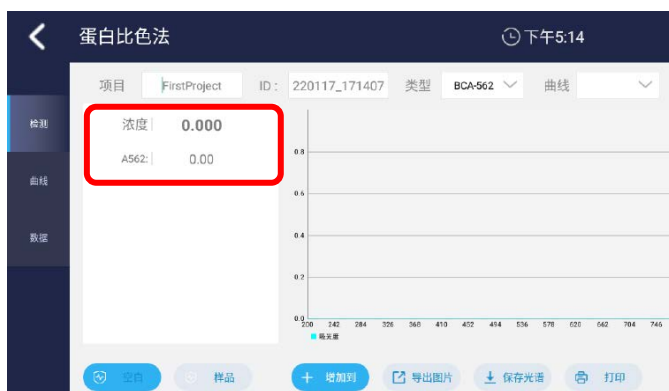 蛋白比色法 下午5:14
项目 FirstProject ID: 220117_171407 类型 BCA-562 曲线
检测
曲线
数据
浓度 0.000
A562: 0.00
0.8
0.6
0.4
0.2
0.0
200 242 284 326 368 410 452 494 536 578 620 662 704 746
吸光度
空白 样品 增加到 导出图片 保存光谱 打印